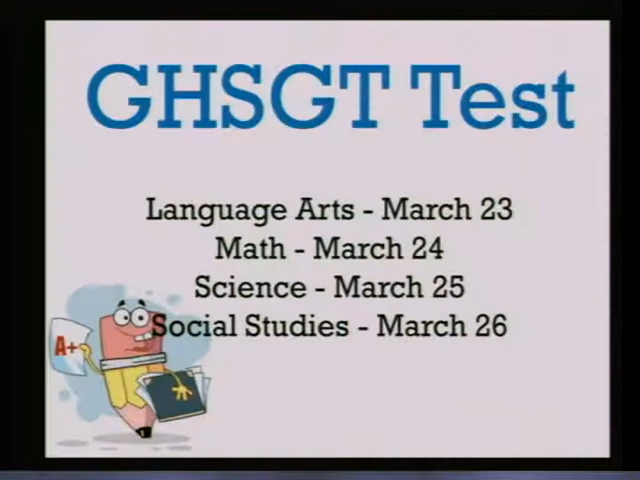 GHSGT Test
Language Arts - March 23
Math - March 24
Science - March 25
Social Studies - March 26
A+